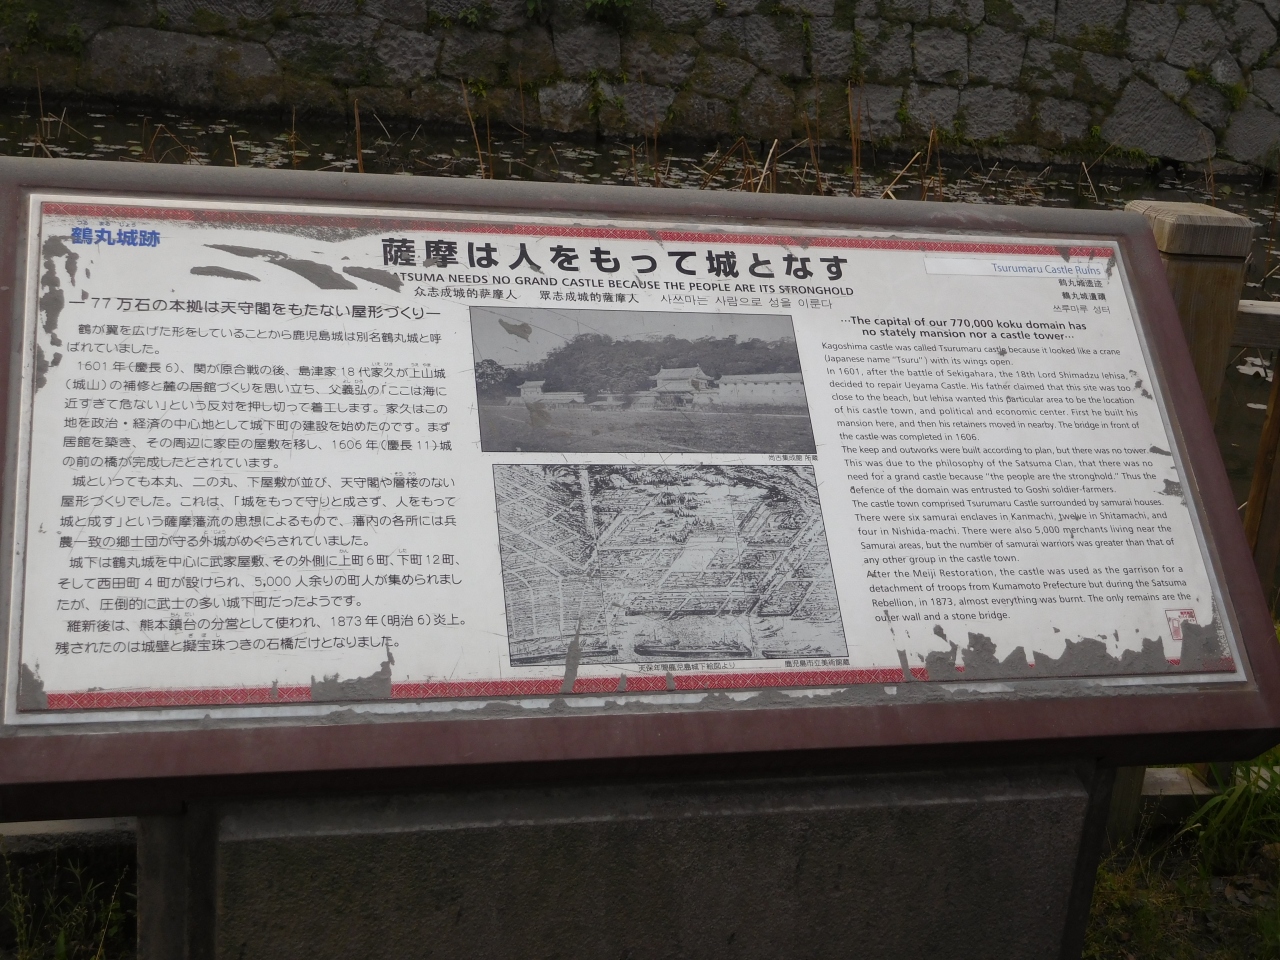 つる まる じょう
鶴丸城跡
薩摩は人をもって城となす
ATSUMA NEEDS NO GRAND CASTLE BECAUSE THE PEOPLE ARE ITS STRONGHOLD
众志成城的萨摩人 眾志成城的薩摩人 사쓰마는 사람으로 성을 이룬다
Tsurumaru Castle Ruins
鹤丸城遗迹
鶴丸城遺蹟
쓰루마루 성터
―77万石の本拠は天守閣をもたない屋形づくり―
鶴が翼を広げた形をしていることから鹿児島城は別名鶴丸城と呼
ばれていました。
1601年(慶長6)、関が原合戦の後、島津家18代家久が上山城
(城山)の補修と麓の居館づくりを思い立ち、父義弘の「ここは海に
近すぎて危ない」という反対を押し切って着工します。家久はこの
地を政治・経済の中心地として城下町の建設を始めたのです。まず
居館を築き、その周辺に家臣の屋敷を移し、1606年(慶長11)城
の前の橋が完成したとされています。
城といっても本丸、二の丸、下屋敷が並び、天守閣や層楼のない
屋形づくりでした。これは、「城をもって守りと成さず、人をもって
城と成す」という薩摩藩流の思想によるもので、藩内の各所には兵
農一致の郷士団が守る外城がめぐらされていました。
城下は鶴丸城を中心に武家屋敷、その外側に上町6町、下町12町、
そして西田町4町が設けられ、5,000人余りの町人が集められまし
たが、圧倒的に武士の多い城下町だったようです。
維新後は、熊本鎮台の分営として使われ、1873年(明治6)炎上。
残されたのは城壁と擬宝珠つきの石橋だけとなりました。
尚古集成館 所蔵
天保年間鹿児島城下絵図より
鹿児島市立美術館蔵
…The capital of our 770,000 koku domain has
no stately mansion nor a castle tower…
Kagoshima castle was called Tsurumaru castle because it looked like a crane
(Japanese name "Tsuru") with its wings open.
In 1601, after the battle of Sekigahara, the 18th Lord Shimadzu Iehisa,
decided to repair Ueyama Castle. His father claimed that this site was too
close to the beach, but Iehisa wanted this particular area to be the location
of his castle town, and political and economic center. First he built his
mansion here, and then his retainers moved in nearby. The bridge in front of
the castle was completed in 1606.
The keep and outworks were built according to plan, but there was no tower.
This was due to the philosophy of the Satsuma Clan, that there was no
need for a grand castle because "the people are the stronghold." Thus the
defence of the domain was entrusted to Goshi soldier-farmers.
The castle town comprised Tsurumaru Castle surrounded by samurai houses.
There were six samurai enclaves in Kanmachi, twelve in Shitamachi, and
four in Nishida-machi. There were also 5,000 merchants living near the
Samurai areas, but the number of samurai warriors was greater than that of
any other group in the castle town.
After the Meiji Restoration, the castle was used as the garrison for a
detachment of troops from Kumamoto Prefecture but during the Satsuma
Rebellion, in 1873, almost everything was burnt. The only remains are the
outer wall and a stone bridge.